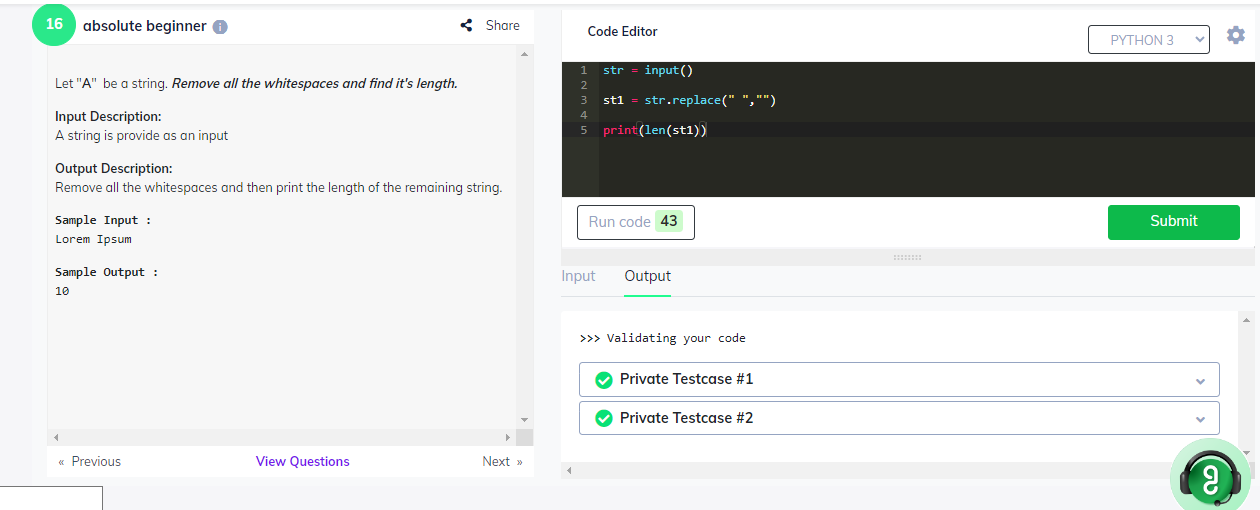 16 absolute beginner
Share
Let "A" be a string. Remove all the whitespaces and find it's length.
Input Description:
A string is provide as an input
Output Description:
Remove all the whitespaces and then print the length of the remaining string.
Sample Input :
Lorem Ipsum
Sample Output :
10
« Previous
View Questions
Next »
Code Editor
PYTHON 3
1 str = input()
2
3 st1 = str.replace(" ","")
4
5 print(len(st1))
Run code 43
Submit
Input
Output
>>> Validating your code
Private Testcase #1
Private Testcase #2